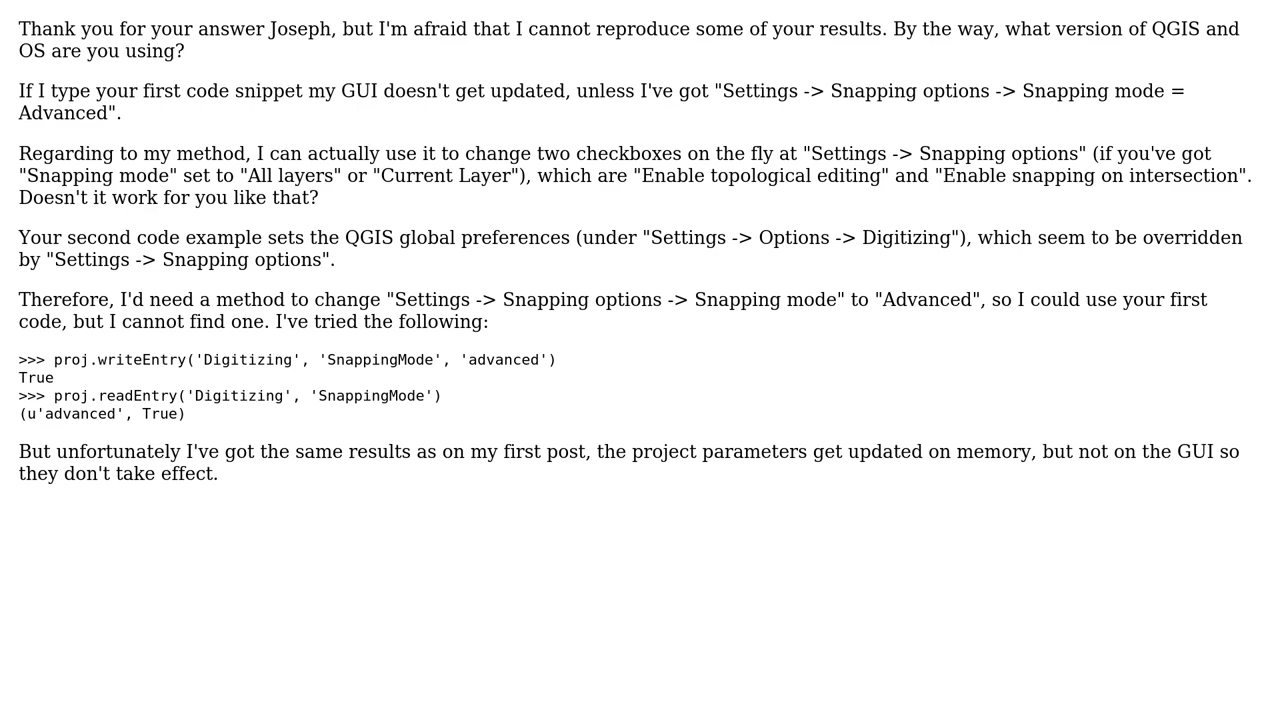 Thank you for your answer Joseph, but I'm afraid that I cannot reproduce some of your results. By the way, what version of QGIS and
OS are you using?
If I type your first code snippet my GUI doesn't get updated, unless I've got "Settings -> Snapping options -> Snapping mode =
Advanced".
Regarding to my method, I can actually use it to change two checkboxes on the fly at "Settings -> Snapping options" (if you've got
"Snapping mode" set to "All layers" or "Current Layer"), which are "Enable topological editing" and "Enable snapping on intersection".
Doesn't it work for you like that?
Your second code example sets the QGIS global preferences (under "Settings -> Options -> Digitizing"), which seem to be overridden
by "Settings -> Snapping options".
Therefore, I'd need a method to change "Settings -> Snapping options -> Snapping mode" to "Advanced", so I could use your first
code, but I cannot find one. I've tried the following:
>>> proj.writeEntry('Digitizing', 'SnappingMode', 'advanced')
True
>>> proj.readEntry('Digitizing', 'SnappingMode')
(u'advanced', True)
But unfortunately I've got the same results as on my first post, the project parameters get updated on memory, but not on the GUI so
they don't take effect.